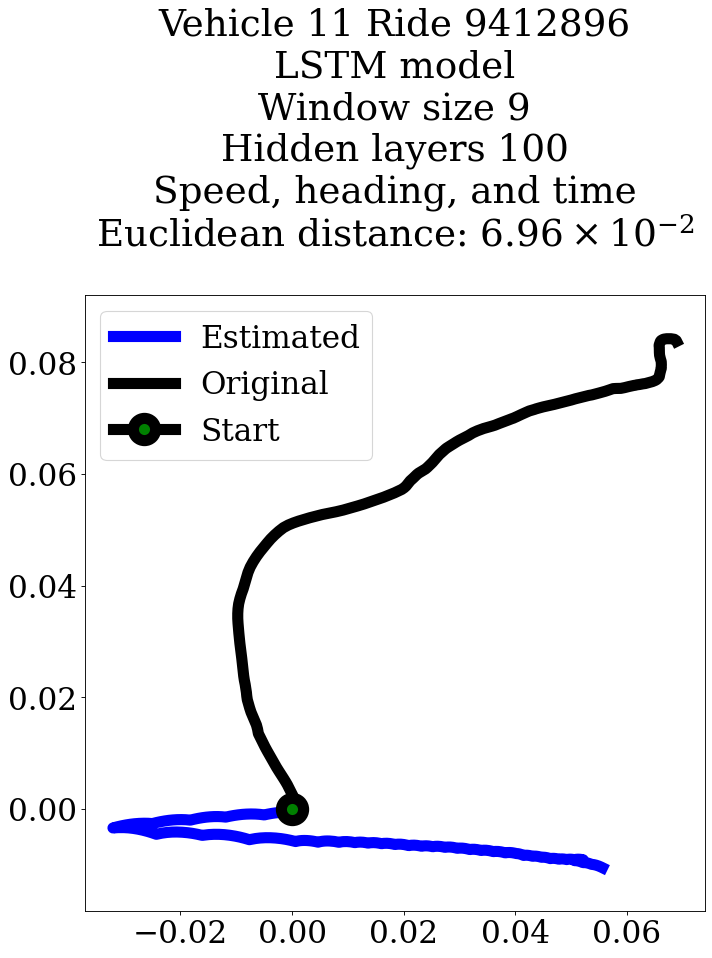 Vehicle 11 Ride 9412896
LSTM model
Window size 9
Hidden layers 100
Speed, heading, and time
Euclidean distance: 6.96 × 10⁻²
Estimated
Original
Start
0.08
0.06
0.04
0.02
0.00
−0.02 0.00 0.02 0.04 0.06